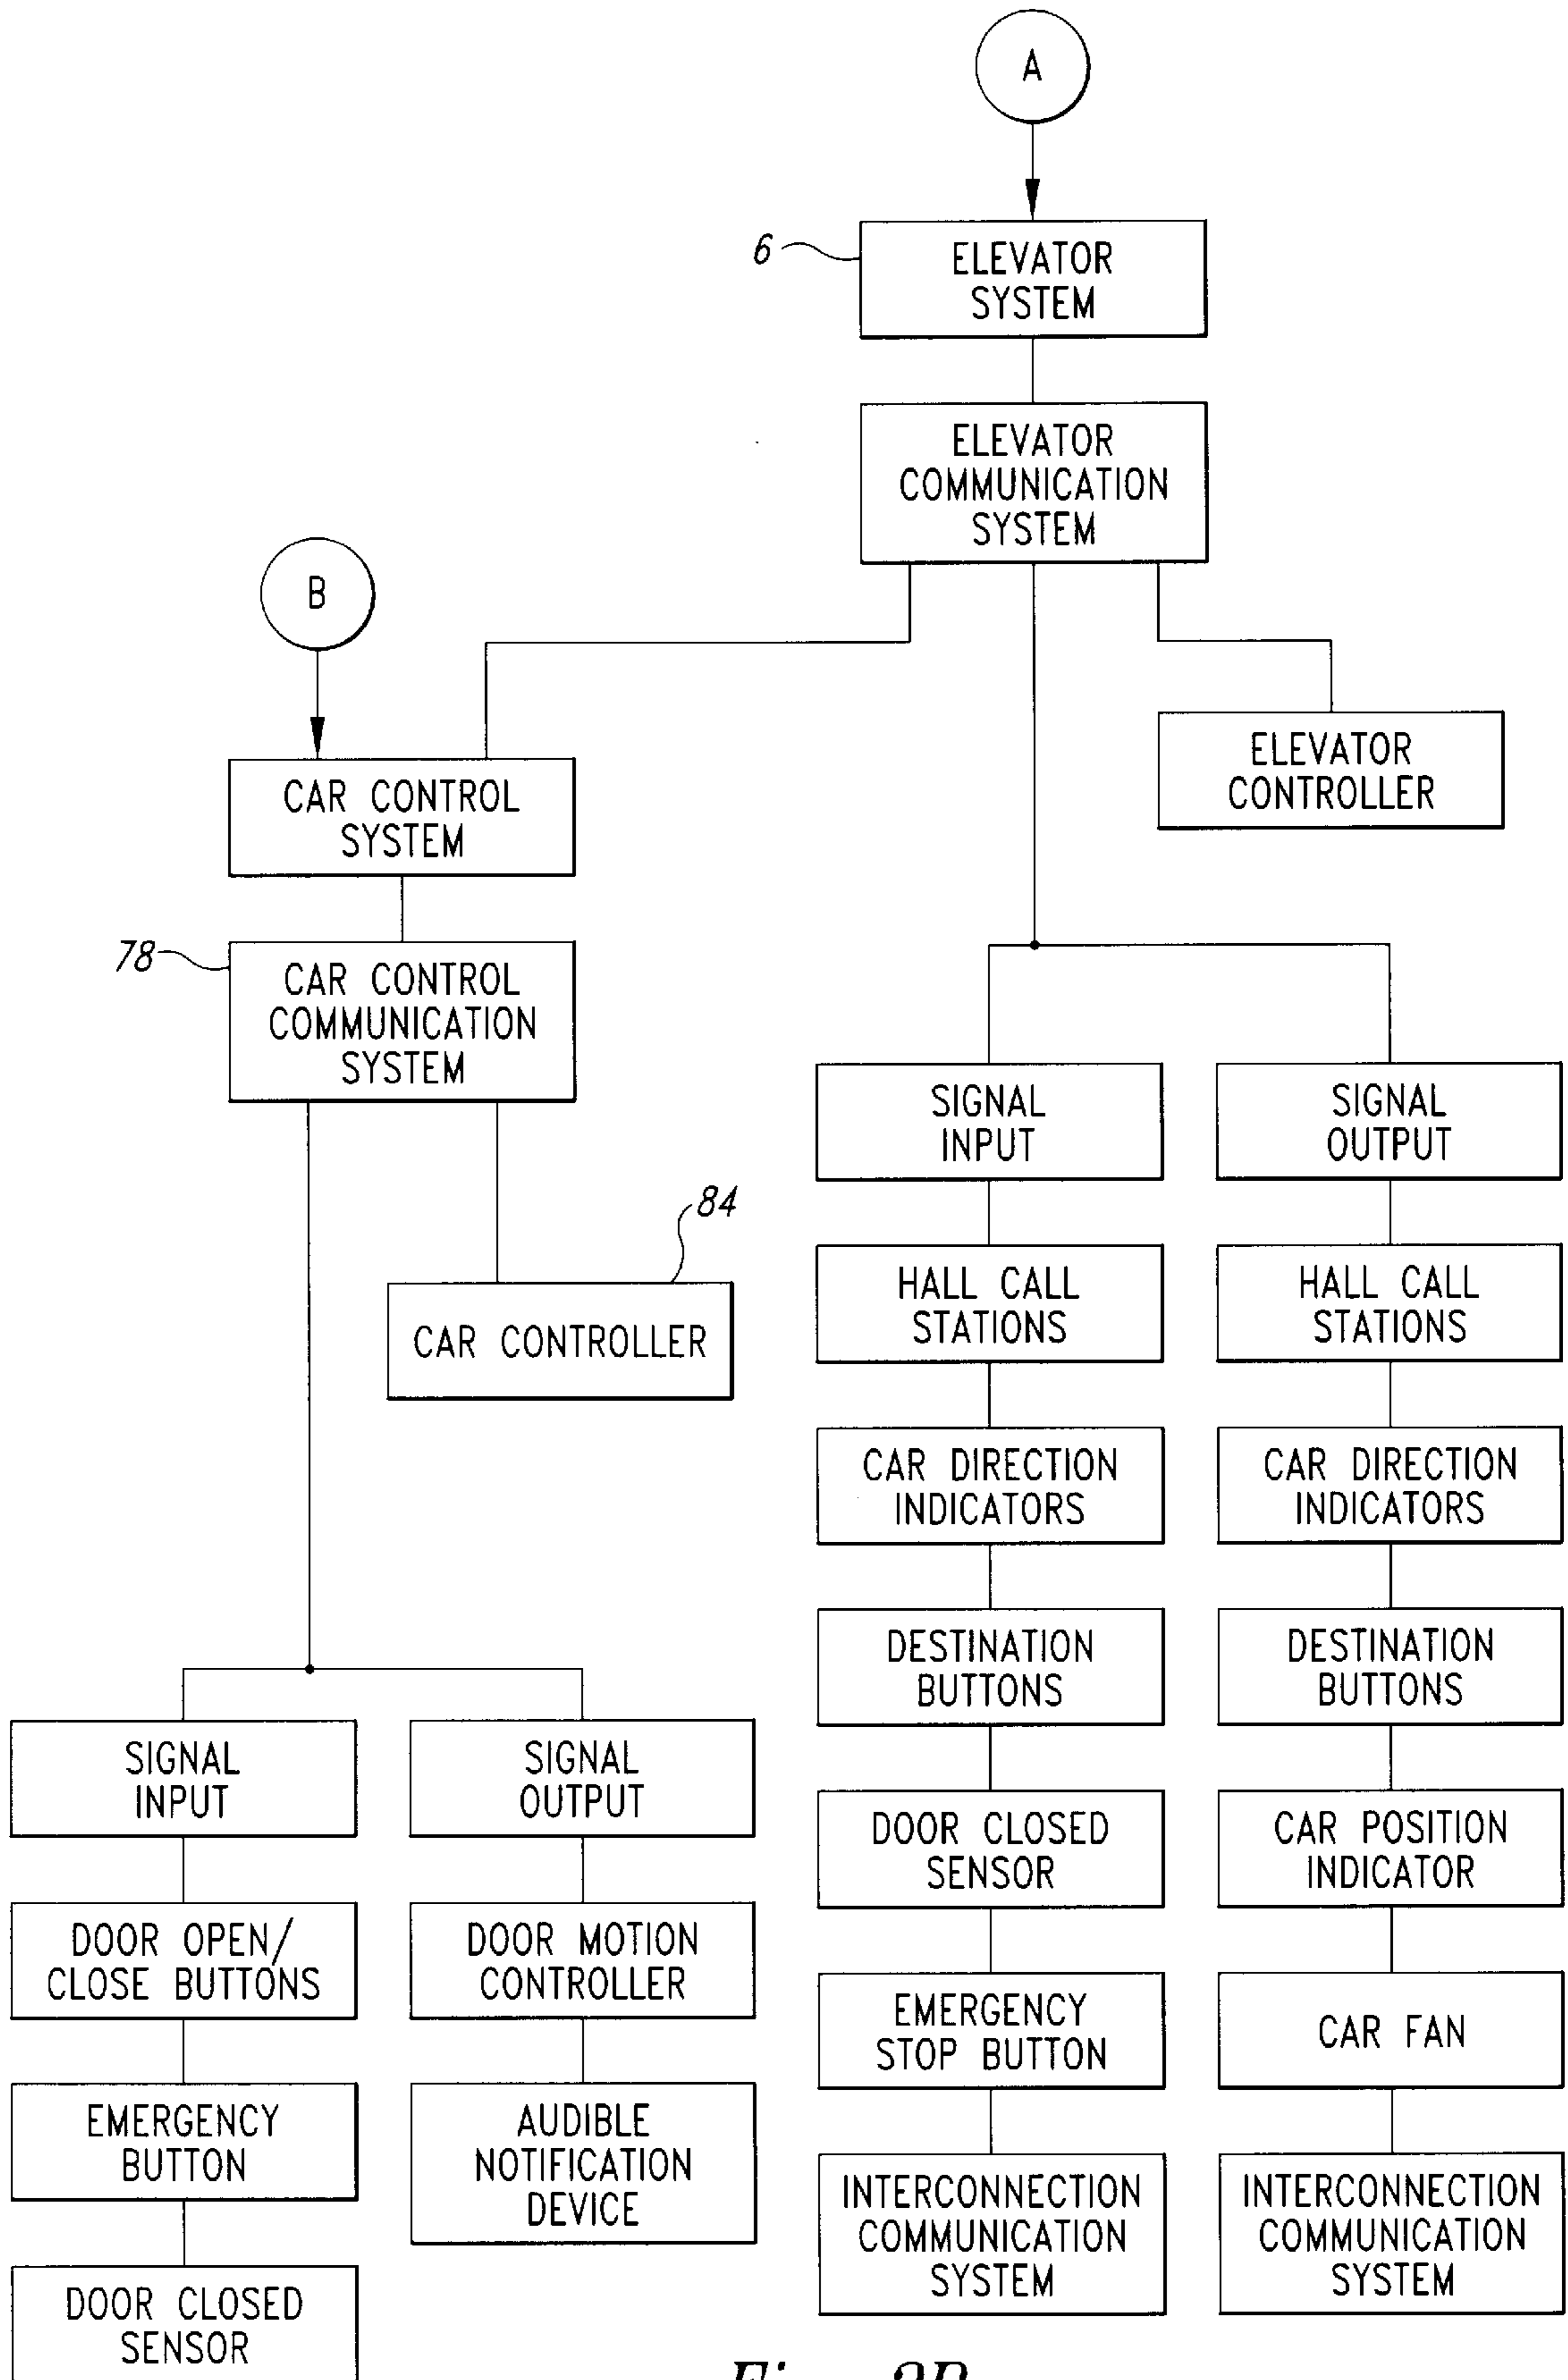 A
6
ELEVATOR
SYSTEM
ELEVATOR
COMMUNICATION
SYSTEM
B
ELEVATOR
CONTROLLER
CAR CONTROL
SYSTEM
78
CAR CONTROL
COMMUNICATION
SYSTEM
84
CAR CONTROLLER
SIGNAL
INPUT
HALL CALL
STATIONS
CAR DIRECTION
INDICATORS
DESTINATION
BUTTONS
DOOR CLOSED
SENSOR
EMERGENCY
STOP BUTTON
INTERCONNECTION
COMMUNICATION
SYSTEM
SIGNAL
OUTPUT
HALL CALL
STATIONS
CAR DIRECTION
INDICATORS
DESTINATION
BUTTONS
CAR POSITION
INDICATOR
CAR FAN
INTERCONNECTION
COMMUNICATION
SYSTEM
SIGNAL
INPUT
DOOR OPEN/
CLOSE BUTTONS
EMERGENCY
BUTTON
DOOR CLOSED
SENSOR
SIGNAL
OUTPUT
DOOR MOTION
CONTROLLER
AUDIBLE
NOTIFICATION
DEVICE